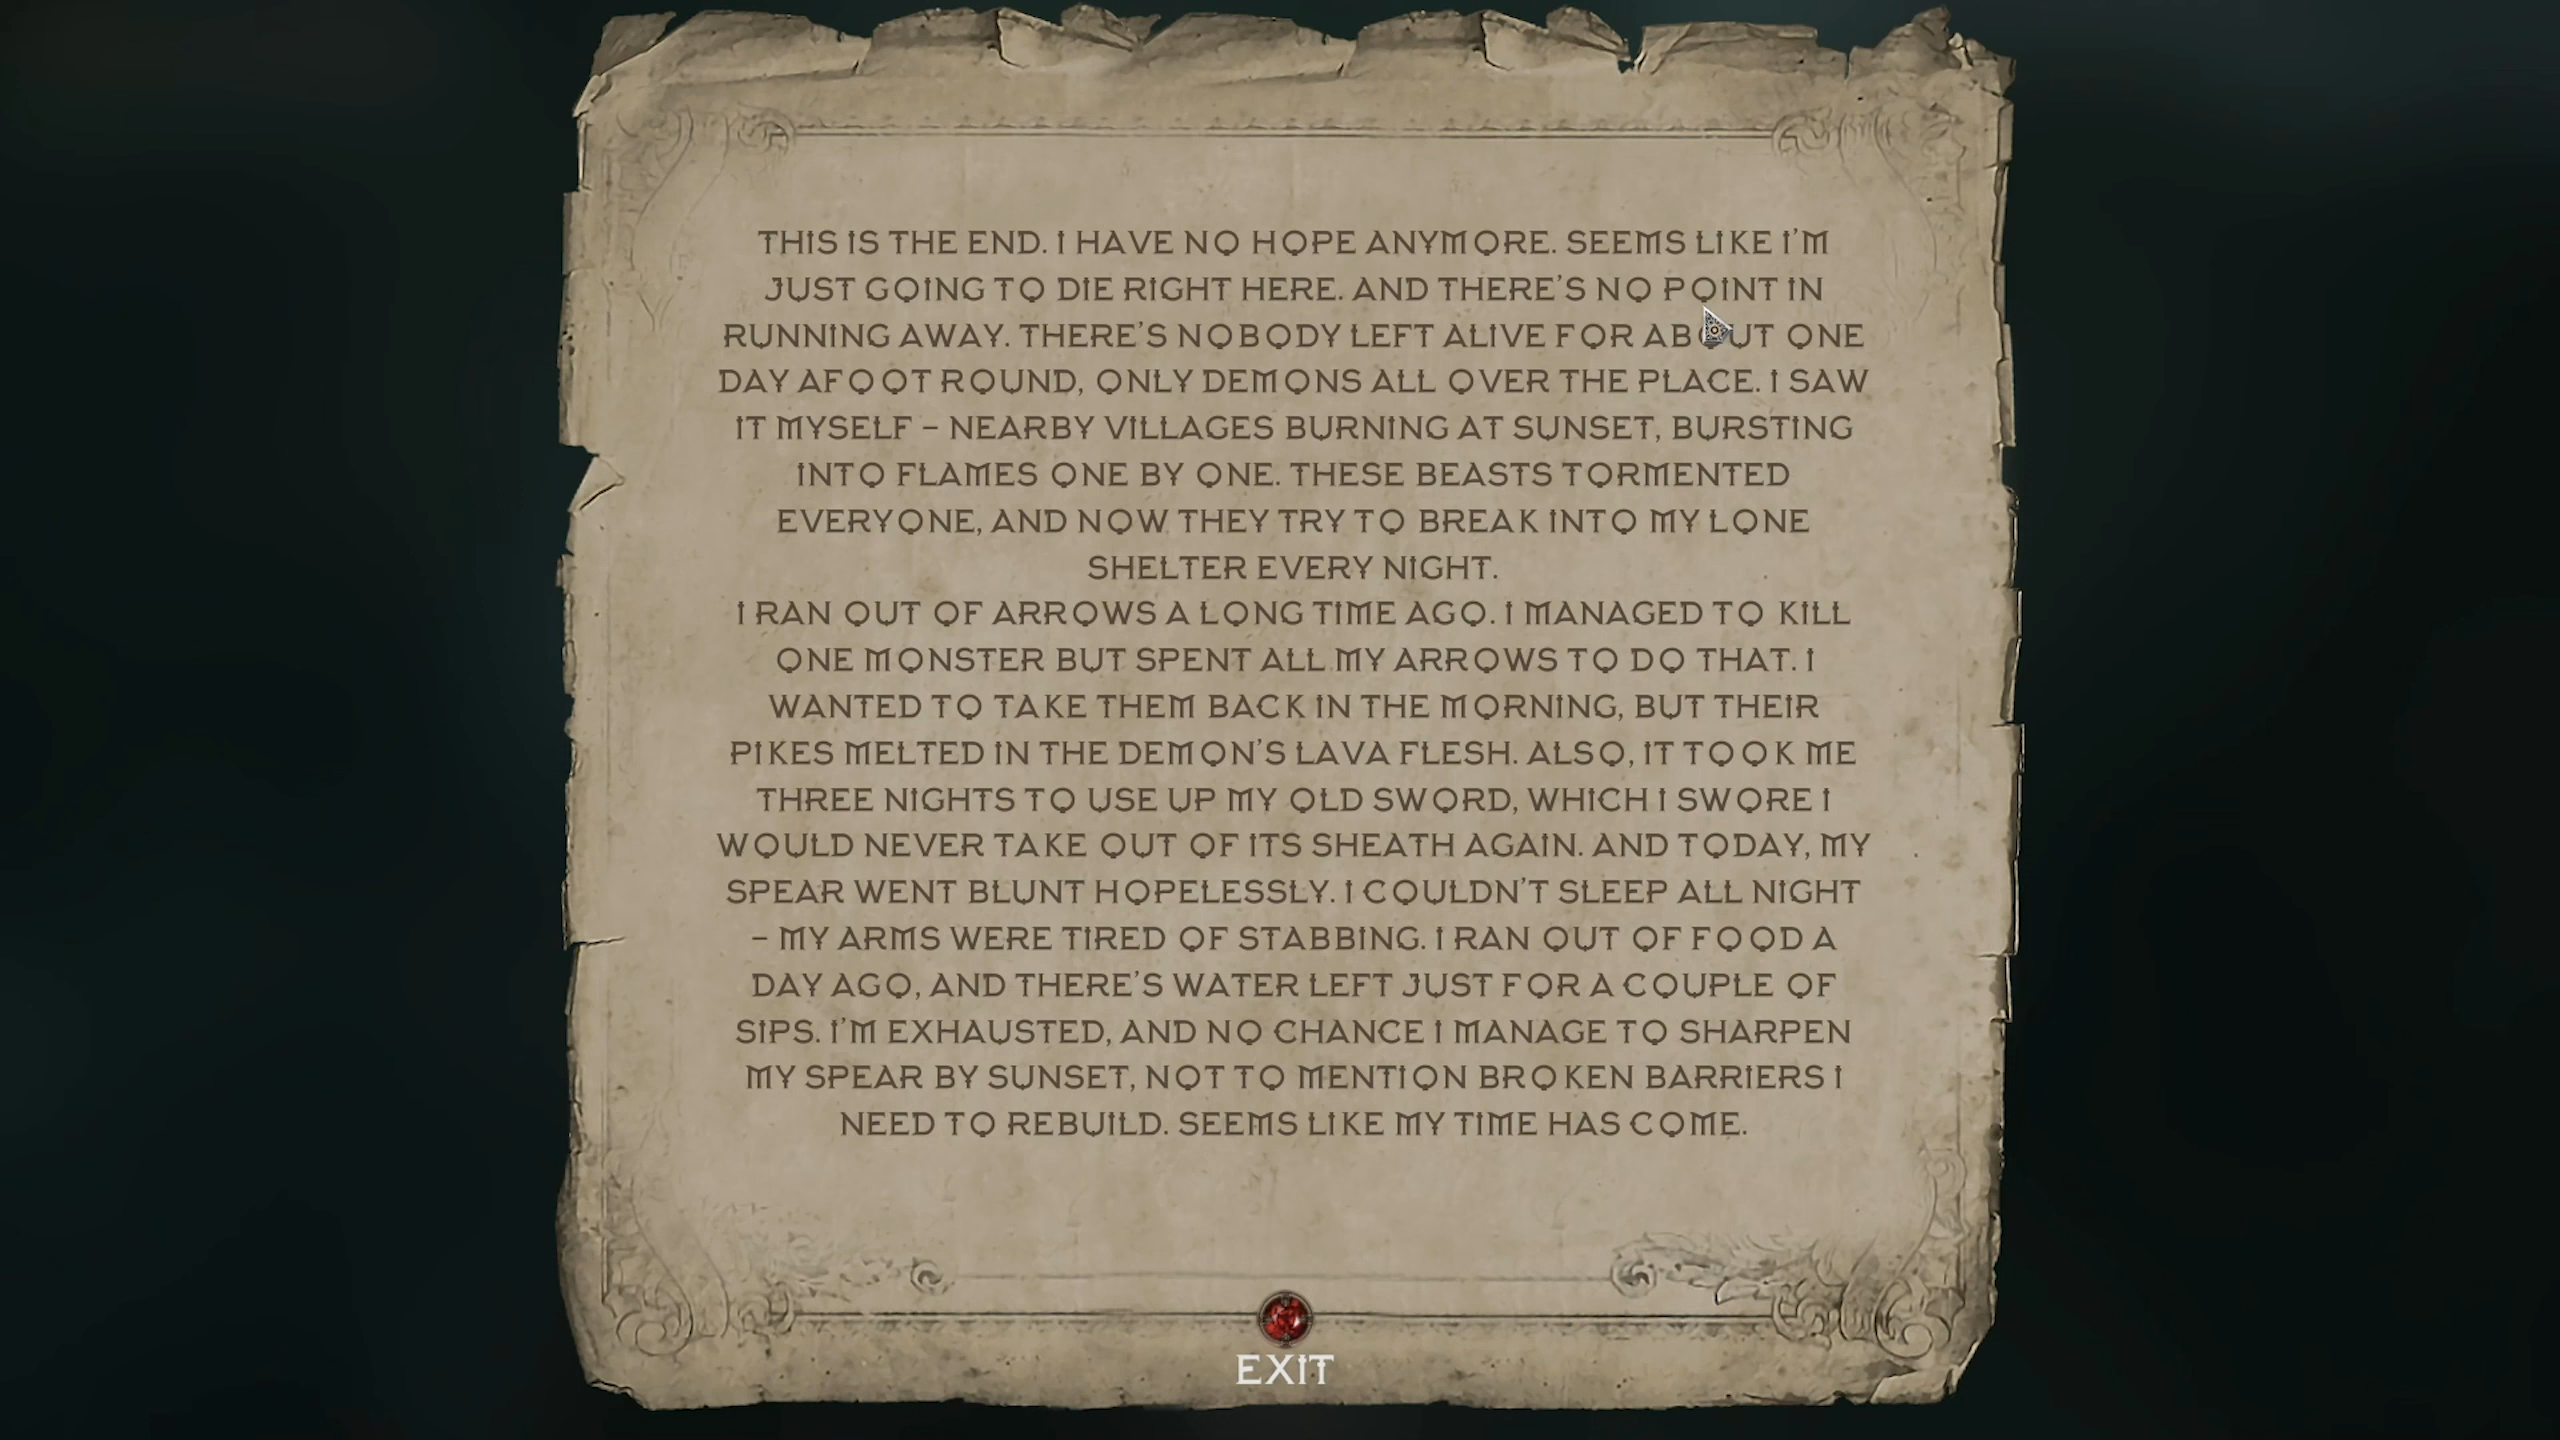 THIS IS THE END. I HAVE NO HOPE ANYMORE. SEEMS LIKE I'M
JUST GOING TO DIE RIGHT HERE. AND THERE'S NO POINT IN
RUNNING AWAY. THERE'S NOBODY LEFT ALIVE FOR ABOUT ONE
DAY AFOOT ROUND, ONLY DEMONS ALL OVER THE PLACE. I SAW
IT MYSELF – NEARBY VILLAGES BURNING AT SUNSET, BURSTING
INTO FLAMES ONE BY ONE. THESE BEASTS TORMENTED
EVERYONE, AND NOW THEY TRY TO BREAK INTO MY LONE
SHELTER EVERY NIGHT.
I RAN OUT OF ARROWS A LONG TIME AGO. I MANAGED TO KILL
ONE MONSTER BUT SPENT ALL MY ARROWS TO DO THAT. I
WANTED TO TAKE THEM BACK IN THE MORNING, BUT THEIR
PIKES MELTED IN THE DEMON'S LAVA FLESH. ALSO, IT TOOK ME
THREE NIGHTS TO USE UP MY OLD SWORD, WHICH I SWORE I
WOULD NEVER TAKE OUT OF ITS SHEATH AGAIN. AND TODAY, MY
SPEAR WENT BLUNT HOPELESSLY. I COULDN'T SLEEP ALL NIGHT
– MY ARMS WERE TIRED OF STABBING. I RAN OUT OF FOOD A
DAY AGO, AND THERE'S WATER LEFT JUST FOR A COUPLE OF
SIPS. I'M EXHAUSTED, AND NO CHANCE I MANAGE TO SHARPEN
MY SPEAR BY SUNSET, NOT TO MENTION BROKEN BARRIERS I
NEED TO REBUILD. SEEMS LIKE MY TIME HAS COME.
EXIT